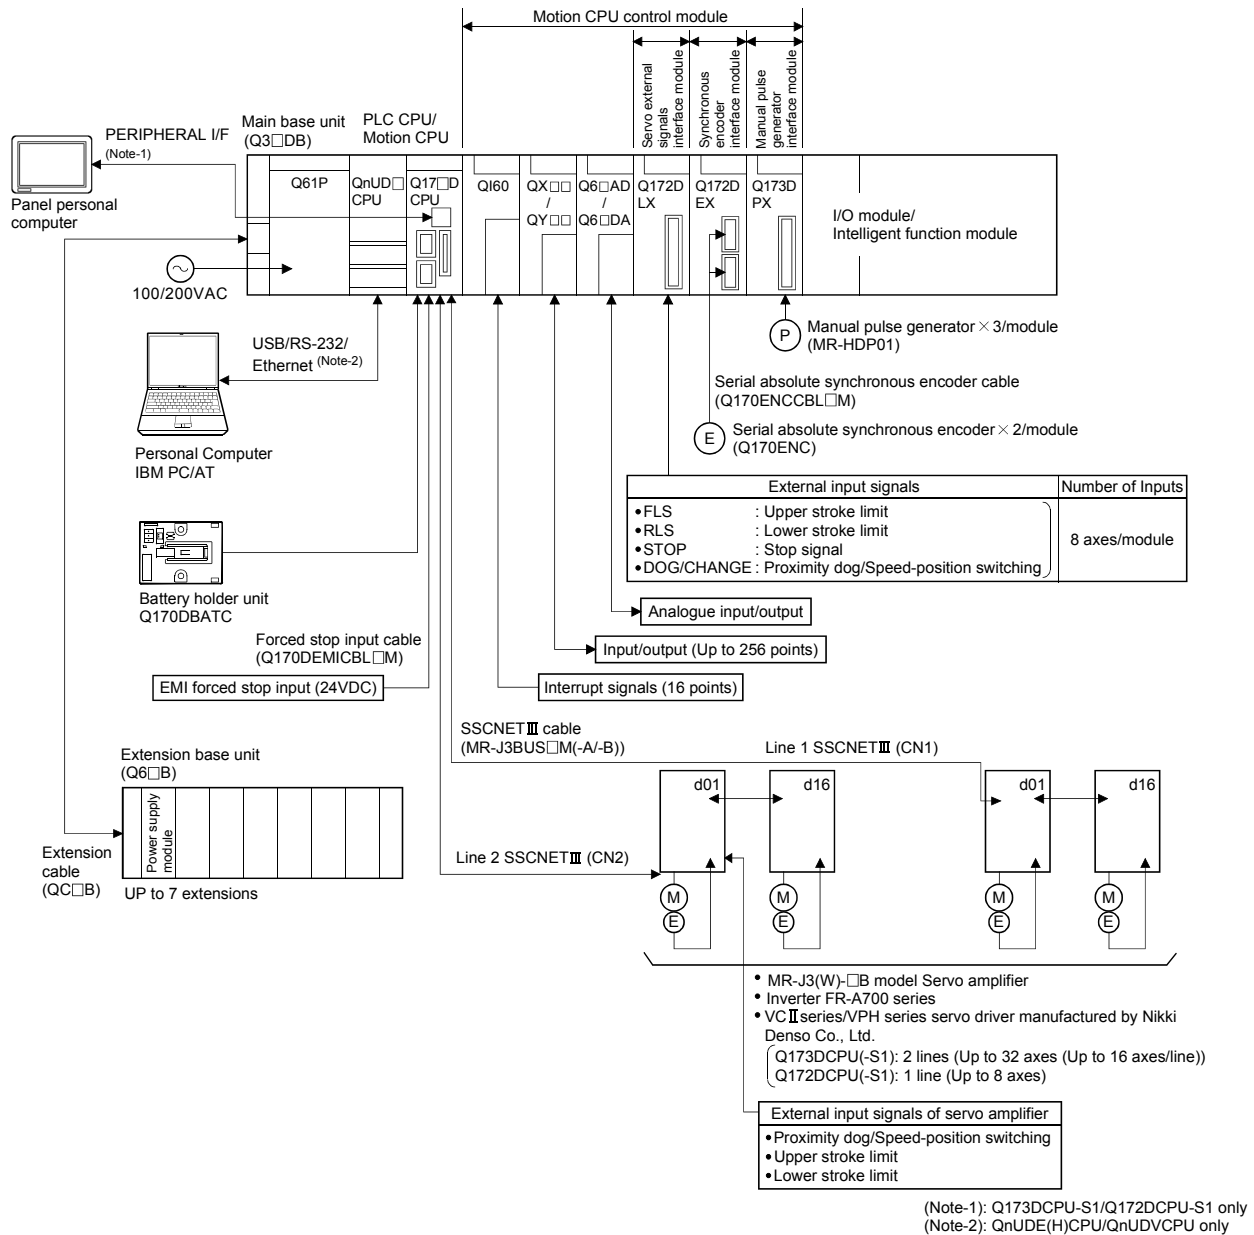 Motion CPU control module
Servo external
signals
interface module
Synchronous
encoder
interface module
Manual pulse
generator
interface module
PERIPHERAL I/F
(Note-1)
Main base unit
(Q3□DB)
PLC CPU/
Motion CPU
Panel personal
computer
Q61P
QnUD□
CPU
Q17□D
CPU
QI60
QX□□
/
QY□□
Q6□AD
/
Q6□DA
Q172D
LX
Q172D
EX
Q173D
PX
I/O module/
Intelligent function module
100/200VAC
USB/RS-232/
Ethernet (Note-2)
Personal Computer
IBM PC/AT
P
Manual pulse generator×3/module
(MR-HDP01)
Serial absolute synchronous encoder cable
(Q170ENCCBL□M)
E
Serial absolute synchronous encoder×2/module
(Q170ENC)
External input signals Number of Inputs
•FLS : Upper stroke limit
•RLS : Lower stroke limit
•STOP : Stop signal
•DOG/CHANGE : Proximity dog/Speed-position switching
8 axes/module
Battery holder unit
Q170DBATC
Analogue input/output
Input/output (Up to 256 points)
Interrupt signals (16 points)
Forced stop input cable
(Q170DEMICBL□M)
EMI forced stop input (24VDC)
SSCNETⅢ cable
(MR-J3BUS□M(-A/-B))
Line 1 SSCNETⅢ (CN1)
Extension base unit
(Q6□B)
Power supply
module
Extension
cable
(QC□B)
UP to 7 extensions
Line 2 SSCNETⅢ (CN2)
d01
d16
d01
d16
M
E
M
E
M
E
M
E
• MR-J3(W)-□B model Servo amplifier
• Inverter FR-A700 series
• VCⅡseries/VPH series servo driver manufactured by Nikki
Denso Co., Ltd.
Q173DCPU(-S1): 2 lines (Up to 32 axes (Up to 16 axes/line))
Q172DCPU(-S1): 1 line (Up to 8 axes)
External input signals of servo amplifier
•Proximity dog/Speed-position switching
•Upper stroke limit
•Lower stroke limit
(Note-1): Q173DCPU-S1/Q172DCPU-S1 only
(Note-2): QnUDE(H)CPU/QnUDVCPU only